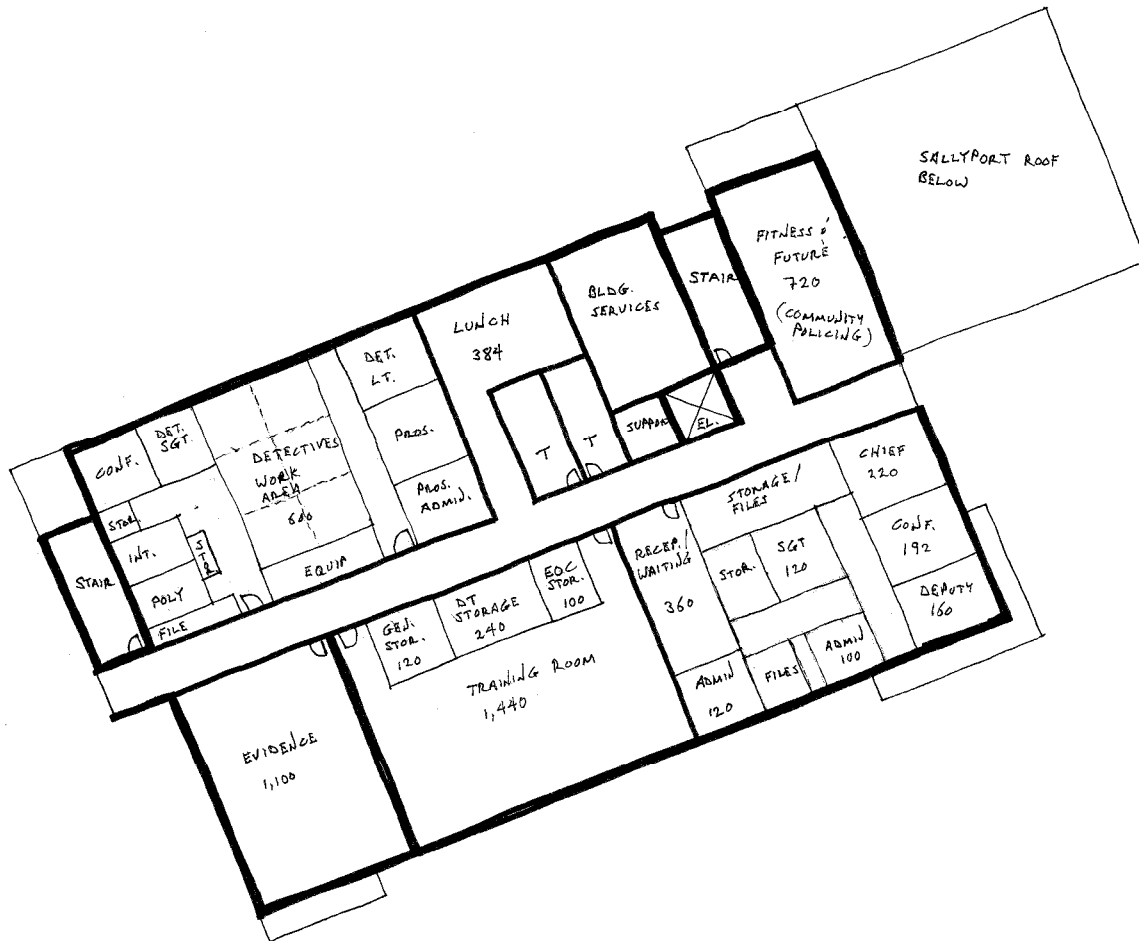 SALLYPORT ROOF
BELOW
FITNESS &
FUTURE
720
(COMMUNITY
POLICING)
STAIR
BLDG.
SERVICES
LUNCH
384
DET.
LT.
PROS.
PROS.
ADMIN.
T
T
SUPPORT
EL.
CONF.
DET.
SGT.
DETECTIVES
WORK
AREA
600
STOR.
INT.
STR
POLY
FILE
EQUIP
STAIR
CHIEF
220
CONF.
192
DEPUTY
160
STORAGE/
FILES
RECEP./
WAITING
360
STOR.
SGT
120
ADMIN
120
FILES
ADMIN
100
EOC
STOR.
100
DT
STORAGE
240
GEN.
STOR.
120
TRAINING ROOM
1,440
EVIDENCE
1,100